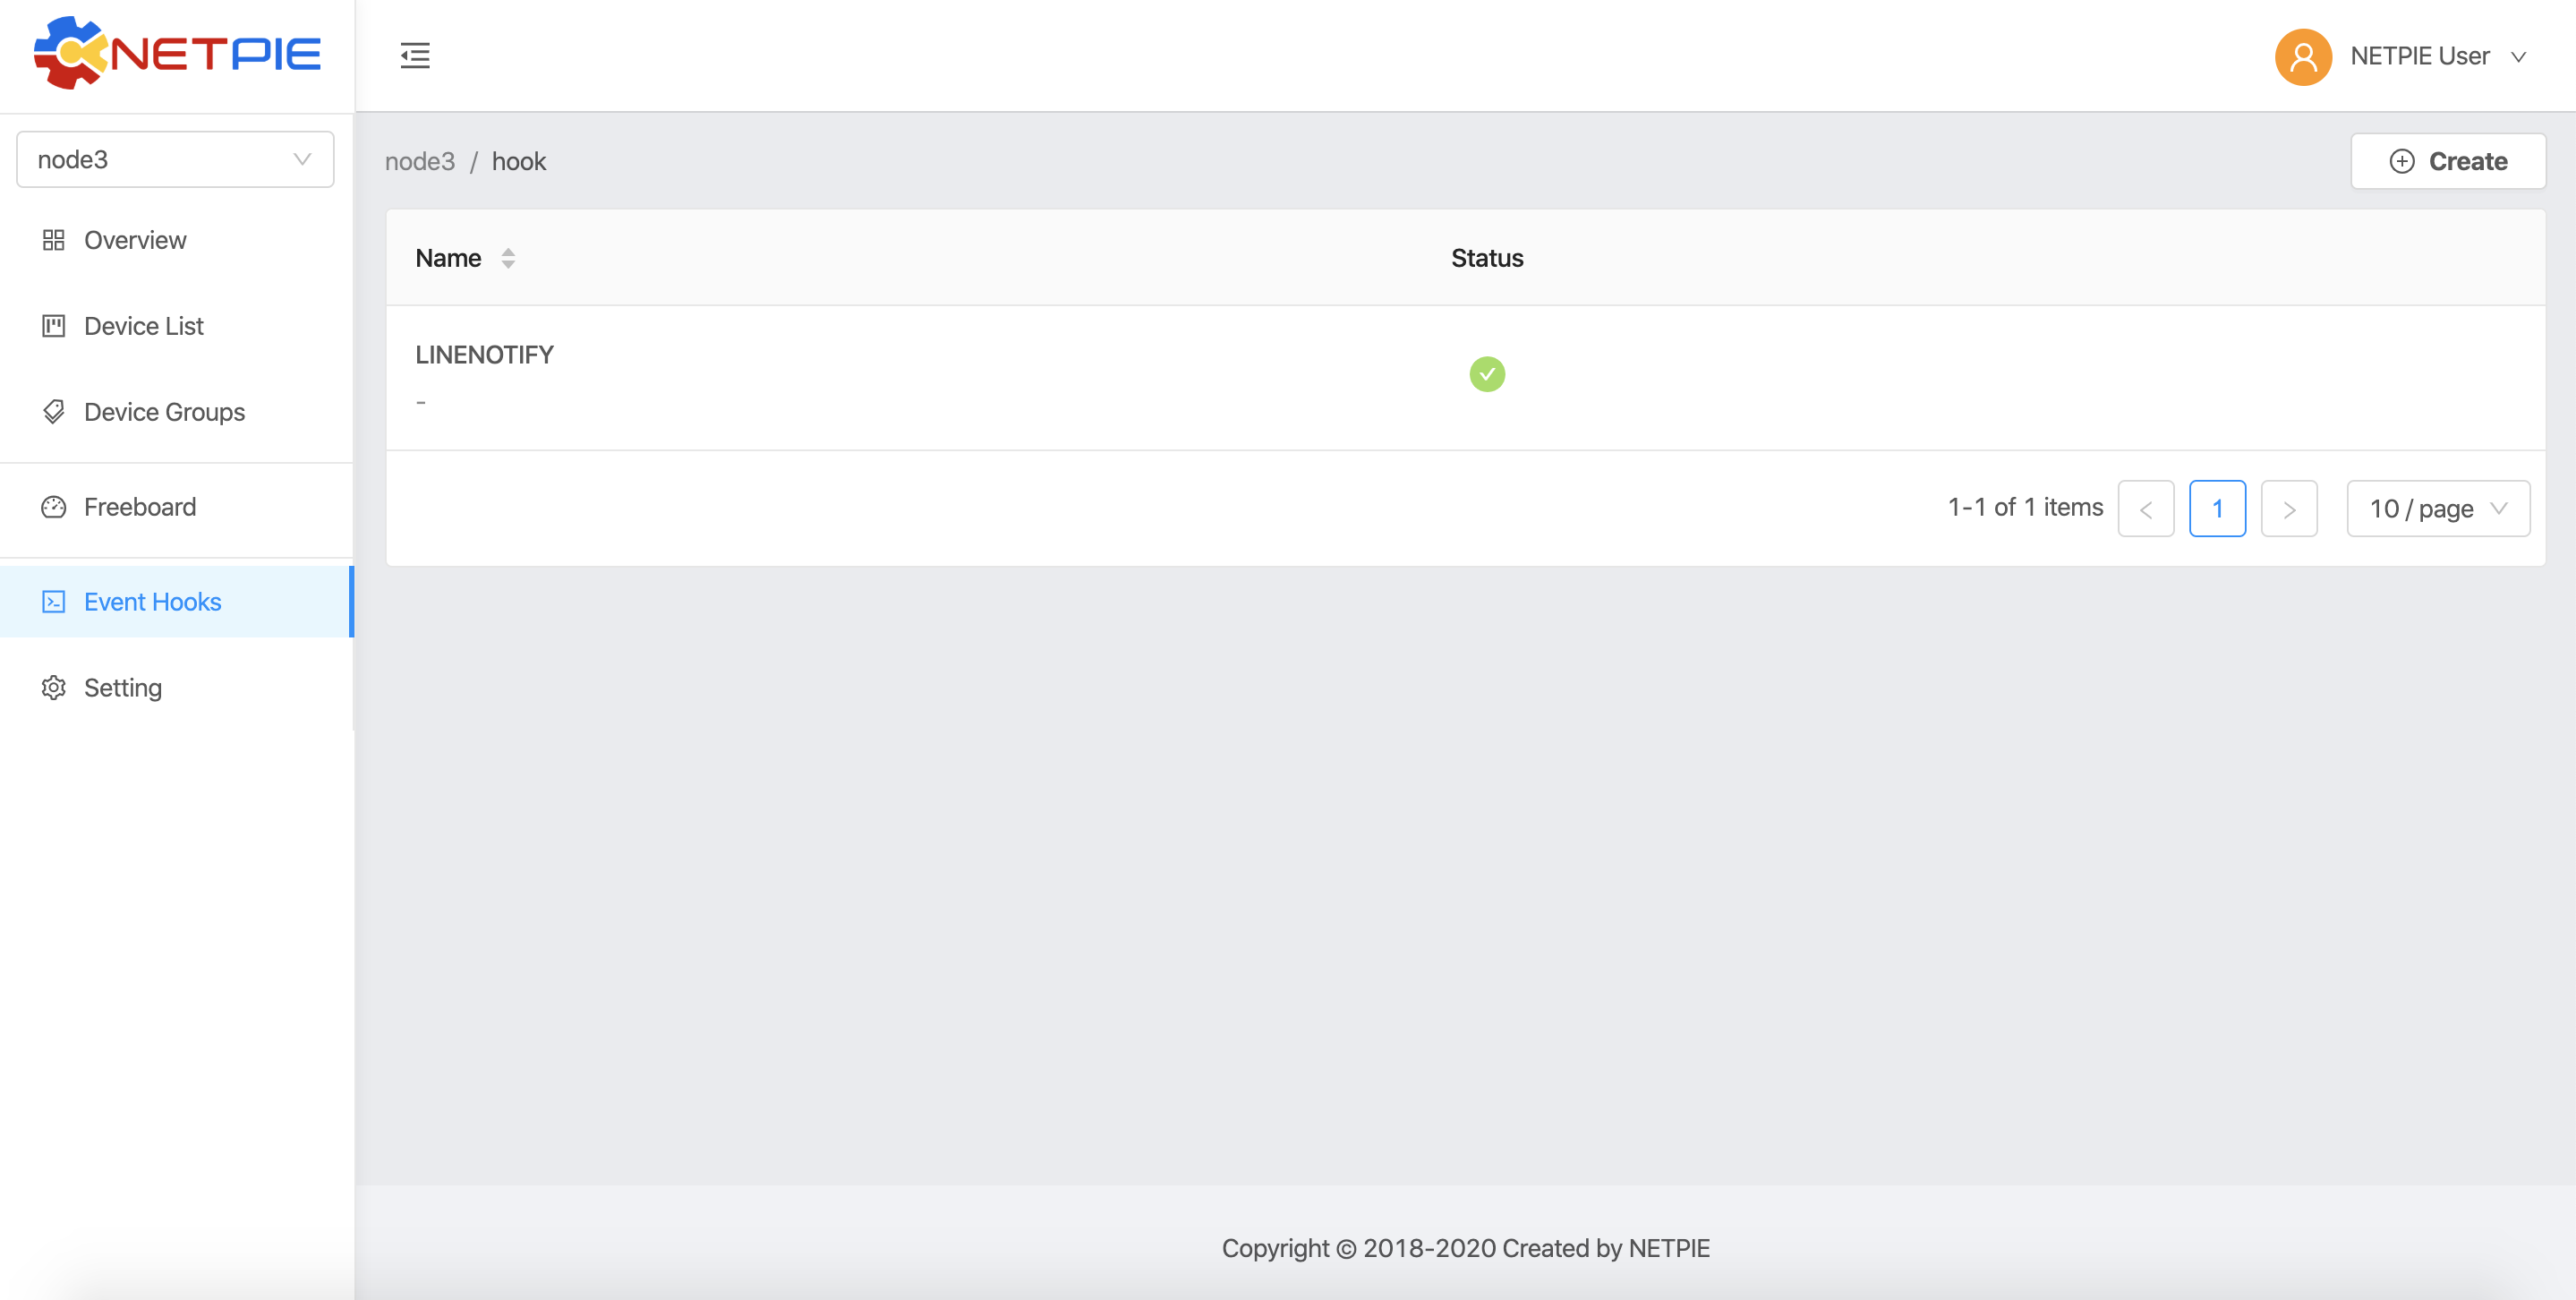 NETPIE
NETPIE User
node3
Overview
Device List
Device Groups
Freeboard
Event Hooks
Setting
node3 / hook
Create
Name
Status
LINENOTIFY
-
1-1 of 1 items
<
1
>
10 / page
Copyright © 2018-2020 Created by NETPIE